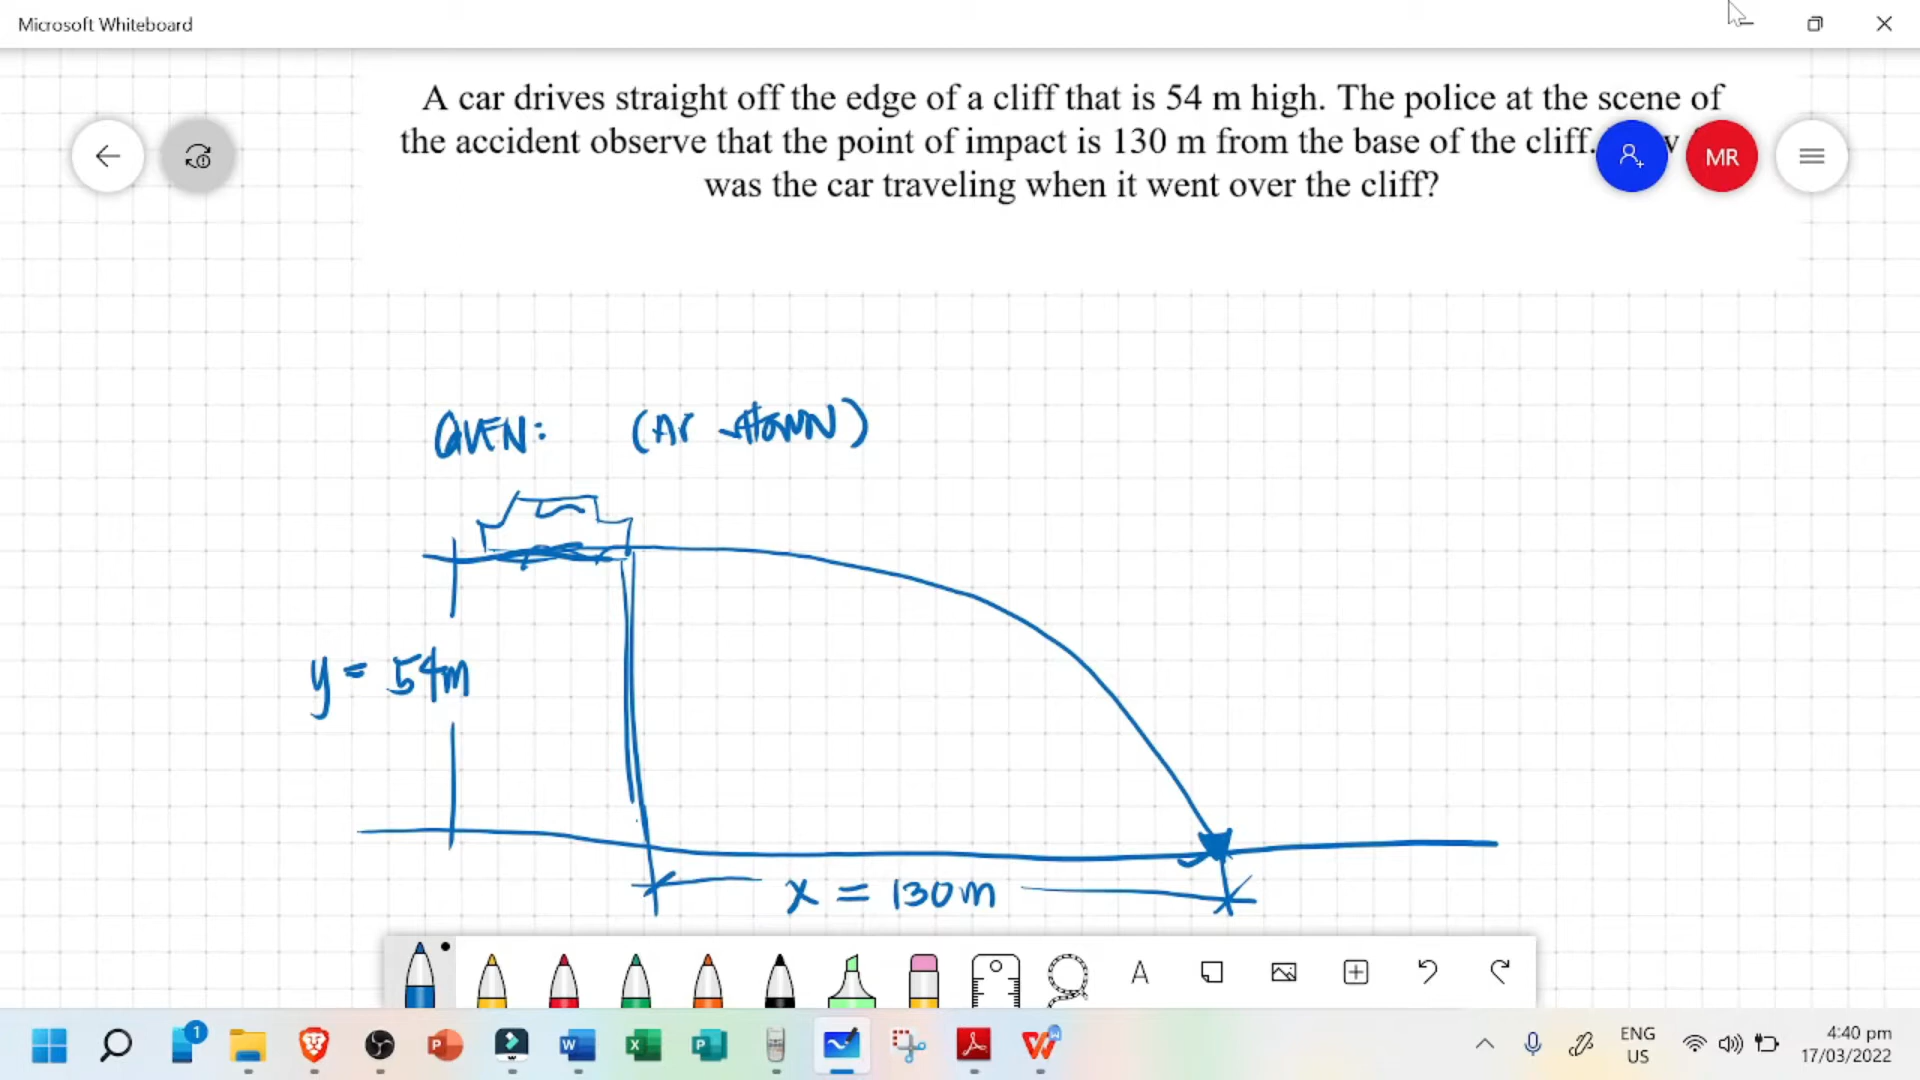 Microsoft Whiteboard
A car drives straight off the edge of a cliff that is 54 m high. The police at the scene of
the accident observe that the point of impact is 130 m from the base of the cliff.
MR
was the car traveling when it went over the cliff?
GIVEN: (AS SHOWN)
y = 54m
x = 130m
A
1
P
W
X
P
W
ENG
US
4:40 pm
17/03/2022